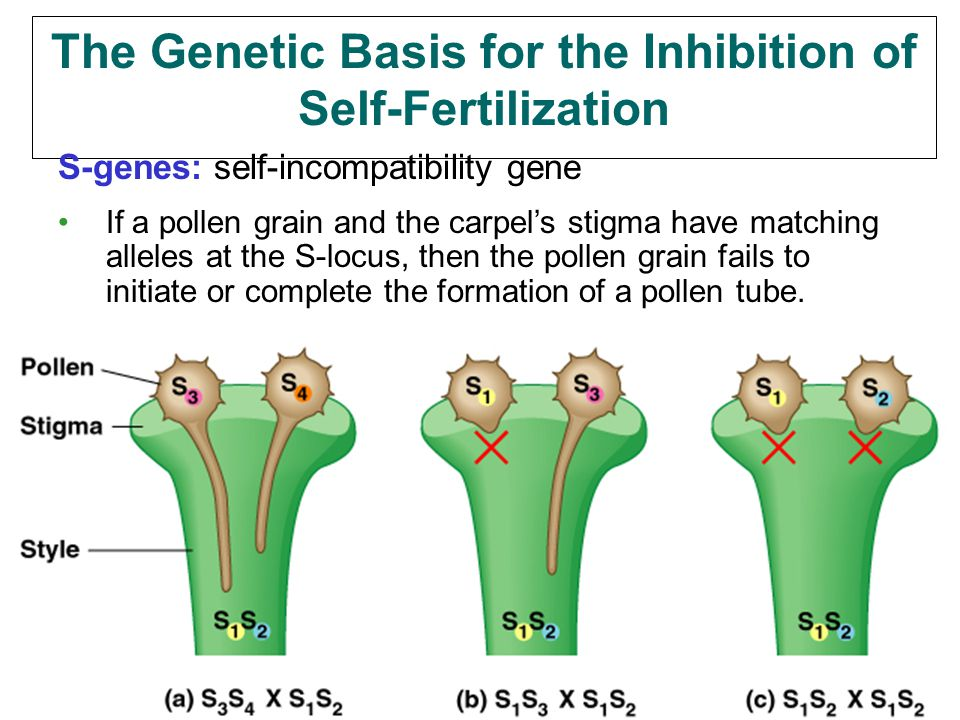 The Genetic Basis for the Inhibition of
Self-Fertilization
S-genes: self-incompatibility gene
• If a pollen grain and the carpel’s stigma have matching
alleles at the S-locus, then the pollen grain fails to
initiate or complete the formation of a pollen tube.
Pollen
Stigma
Style
S3
S4
S1S2
(a) S3S4 X S1S2
S1
S3
S1S2
(b) S1S3 X S1S2
S1
S2
S1S2
(c) S1S2 X S1S2